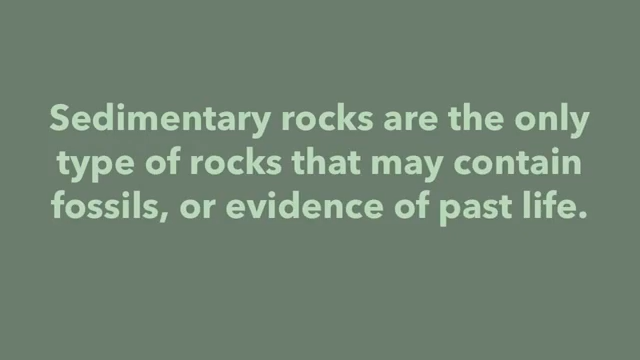 Sedimentary rocks are the only
type of rocks that may contain
fossils, or evidence of past life.